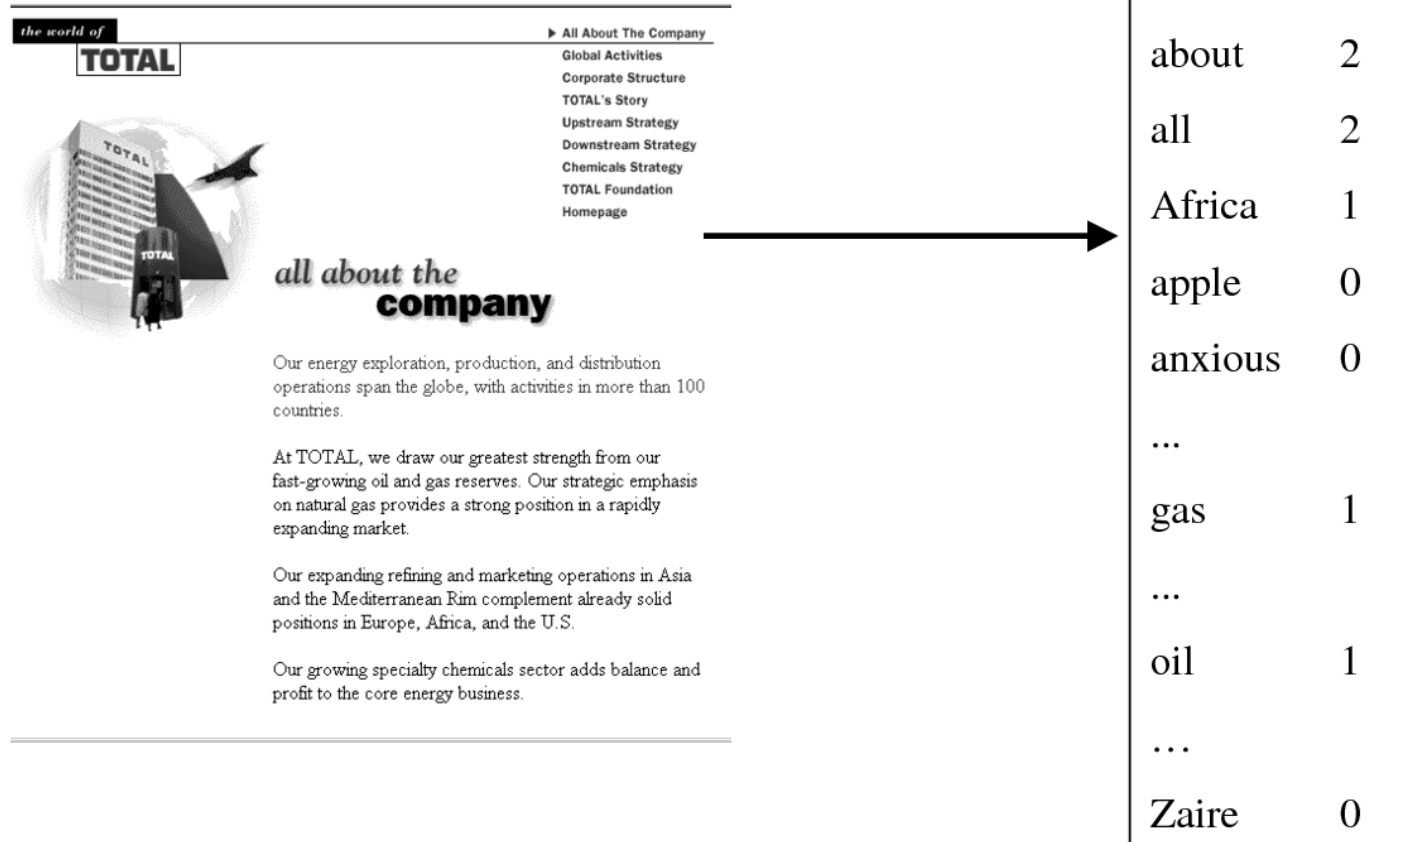 the world of
TOTAL
All About The Company
Global Activities
Corporate Structure
TOTAL's Story
Upstream Strategy
Downstream Strategy
Chemicals Strategy
TOTAL Foundation
Homepage
TOTAL
TOTAL
all about the
company
Our energy exploration, production, and distribution
operations span the globe, with activities in more than 100
countries.
At TOTAL, we draw our greatest strength from our
fast-growing oil and gas reserves. Our strategic emphasis
on natural gas provides a strong position in a rapidly
expanding market.
Our expanding refining and marketing operations in Asia
and the Mediterranean Rim complement already solid
positions in Europe, Africa, and the U.S.
Our growing specialty chemicals sector adds balance and
profit to the core energy business.
about 2
all 2
Africa 1
apple 0
anxious 0
...
gas 1
...
oil 1
…
Zaire 0